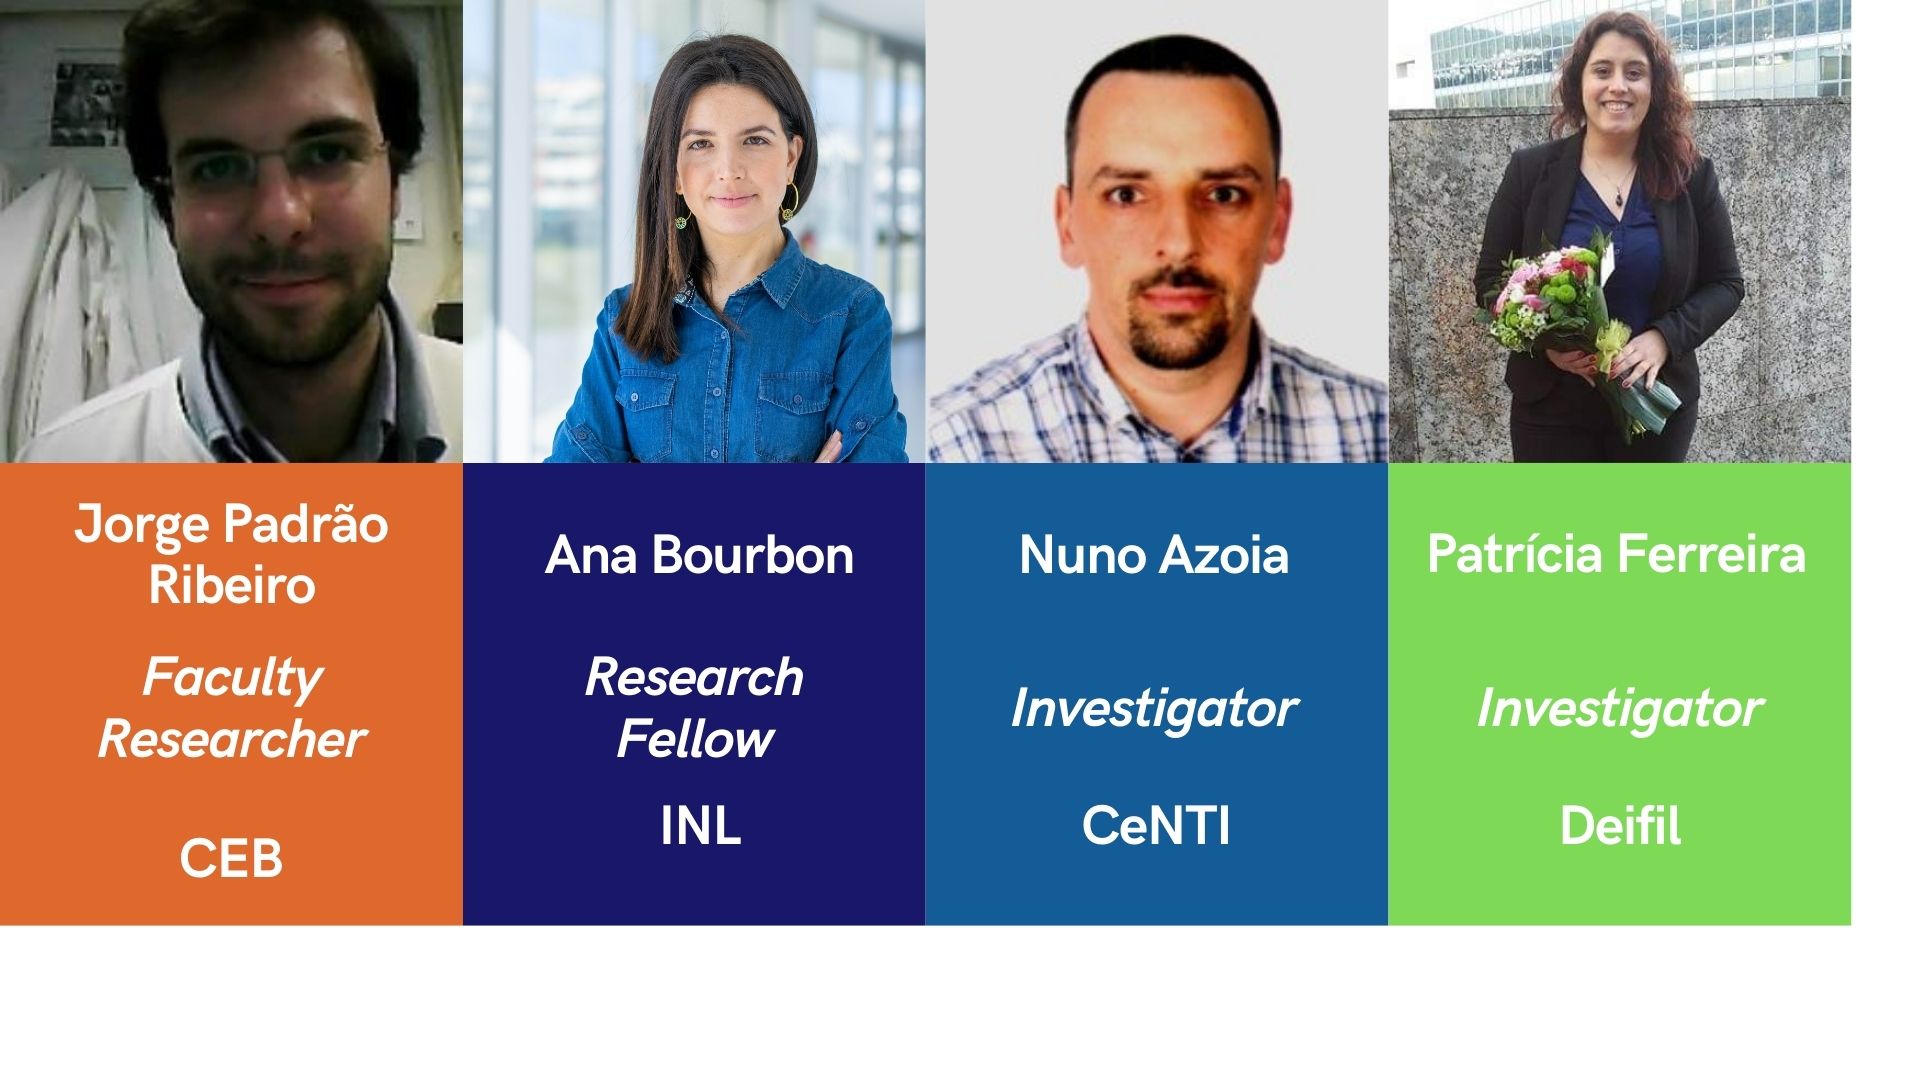 Jorge Padrão
Ribeiro
Faculty
Researcher
CEB
Ana Bourbon
Research
Fellow
INL
Nuno Azoia
Investigator
CeNTI
Patrícia Ferreira
Investigator
Deifil